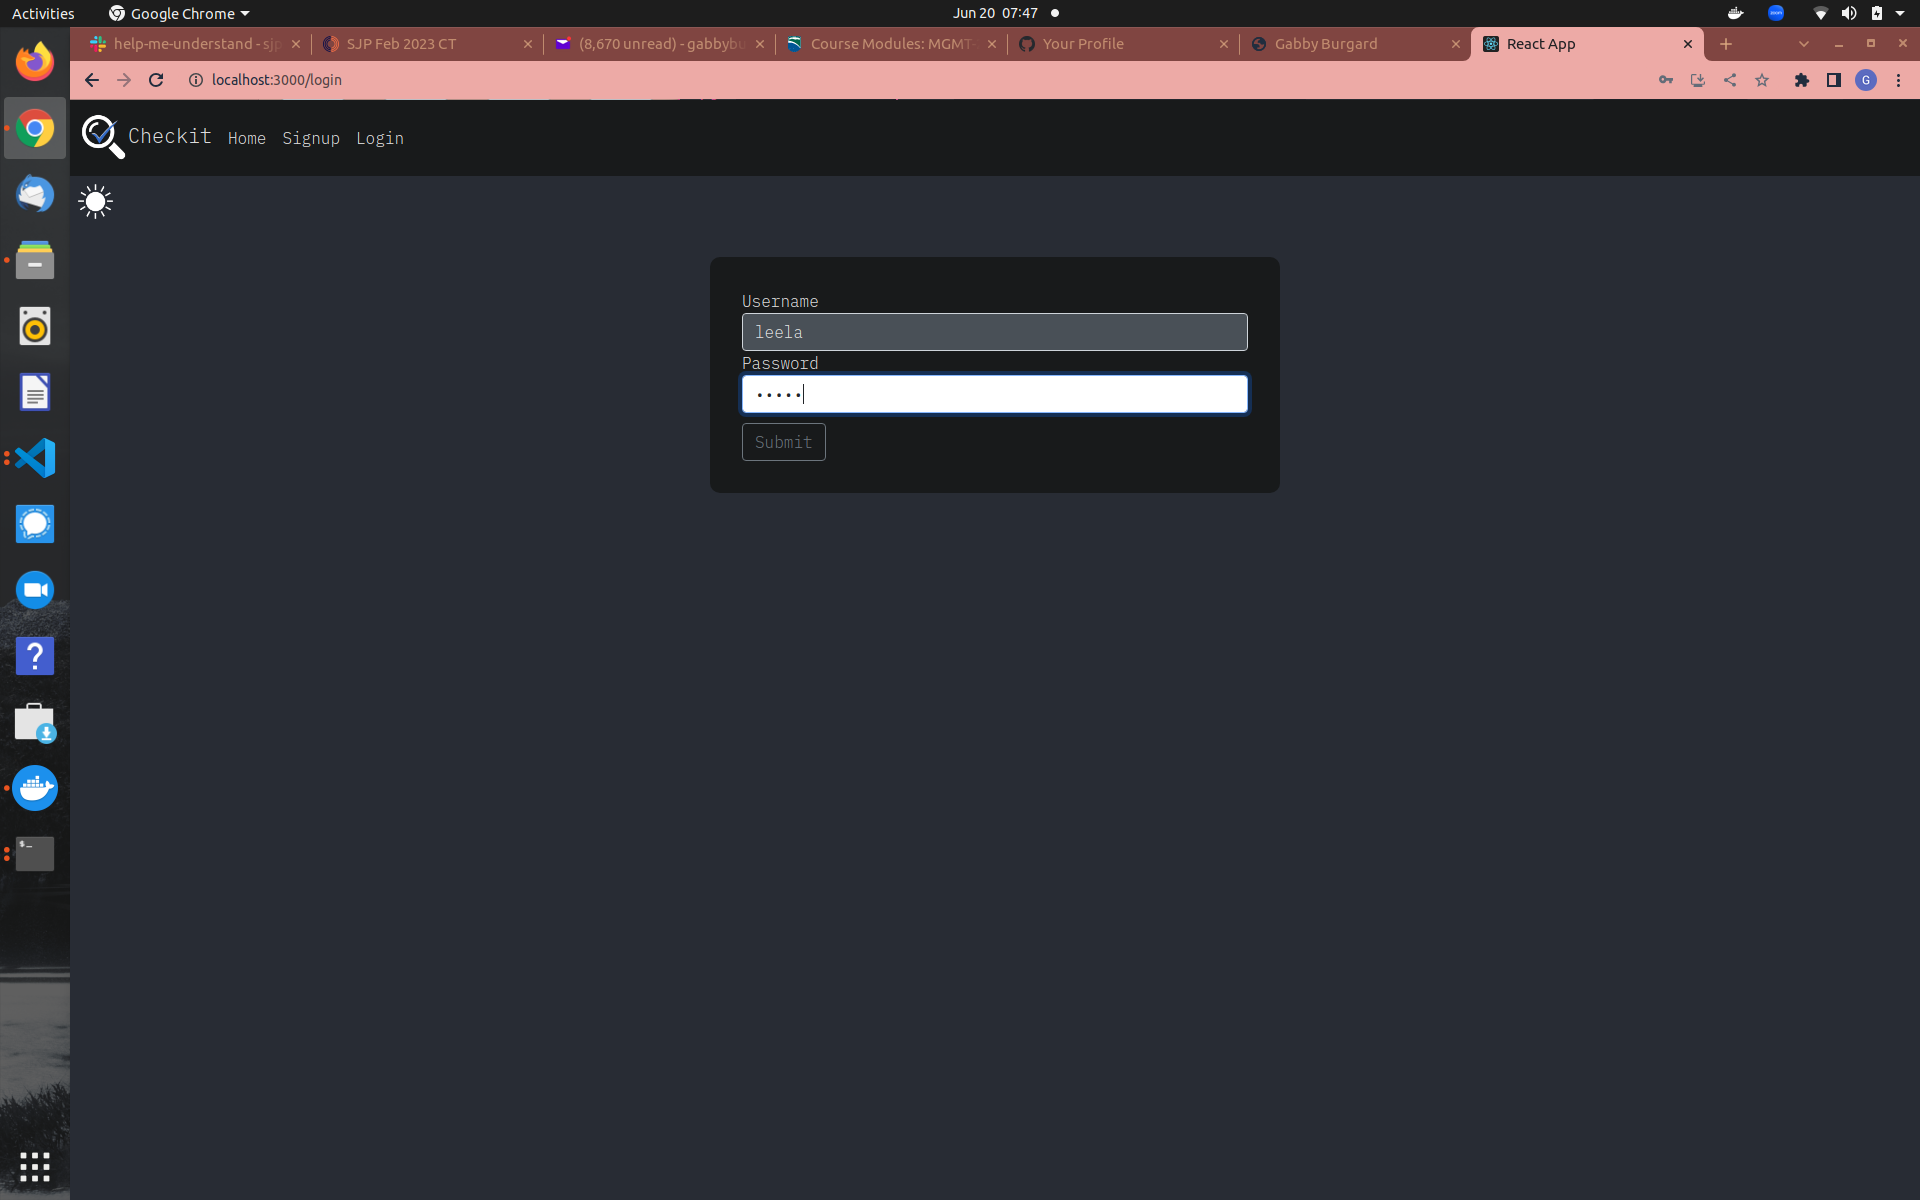 Activities
Google Chrome
Jun 20 07:47
zoom
help-me-understand - sjp
SJP Feb 2023 CT
(8,670 unread) - gabbybu
Course Modules: MGMT-
Your Profile
Gabby Burgard
React App
localhost:3000/login
G
Checkit
Home
Signup
Login
Username
leela
Password
•••••
Submit
?
$_